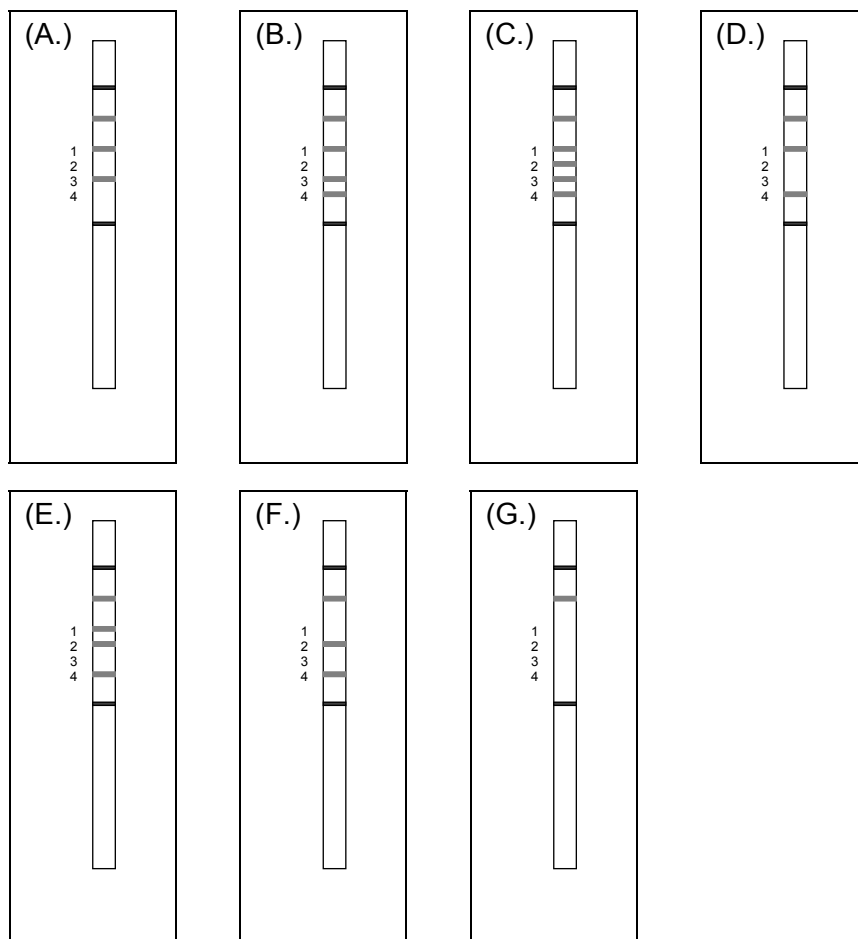 (A.) (B.) (C.) (D.)
1 1 1 1
2 2 2 2
3 3 3 3
4 4 4 4
(E.) (F.) (G.)
1 1 1
2 2 2
3 3 3
4 4 4